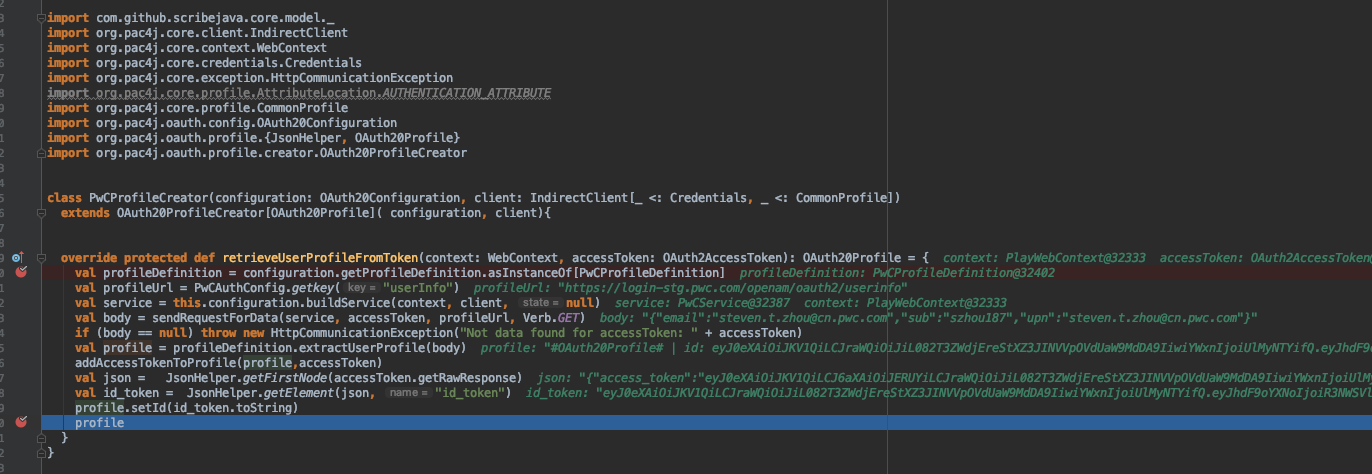 import com.github.scribejava.core.model._
import org.pac4j.core.client.IndirectClient
import org.pac4j.core.context.WebContext
import org.pac4j.core.credentials.Credentials
import org.pac4j.core.exception.HttpCommunicationException
import org.pac4j.core.profile.AttributeLocation.AUTHENTICATION_ATTRIBUTE
import org.pac4j.core.profile.CommonProfile
import org.pac4j.oauth.config.OAuth20Configuration
import org.pac4j.oauth.profile.{JsonHelper, OAuth20Profile}
import org.pac4j.oauth.profile.creator.OAuth20ProfileCreator
class PwCProfileCreator(configuration: OAuth20Configuration, client: IndirectClient[_ <: Credentials, _ <: CommonProfile])
extends OAuth20ProfileCreator[OAuth20Profile]( configuration, client){
override protected def retrieveUserProfileFromToken(context: WebContext, accessToken: OAuth2AccessToken): OAuth20Profile = { context: PlayWebContext@32333 accessToken: OAuth2AccessToken@
val profileDefinition = configuration.getProfileDefinition.asInstanceOf[PwCProfileDefinition] profileDefinition: PwCProfileDefinition@32402
val profileUrl = PwCAuthConfig.getkey( key = "userInfo") profileUrl: "https://login-stg.pwc.com/openam/oauth2/userinfo"
val service = this.configuration.buildService(context, client, state = null) service: PwCService@32387 context: PlayWebContext@32333
val body = sendRequestForData(service, accessToken, profileUrl, Verb.GET) body: "{"email":"steven.t.zhou@cn.pwc.com","sub":"szhou187","upn":"steven.t.zhou@cn.pwc.com"}"
if (body == null) throw new HttpCommunicationException("Not data found for accessToken: " + accessToken)
val profile = profileDefinition.extractUserProfile(body) profile: "#OAuth20Profile# | id:
addAccessTokenToProfile(profile,accessToken)
val json = JsonHelper.getFirstNode(accessToken.getRawResponse) json: "{"access_token":
val id_token = JsonHelper.getElement(json, name = "id_token") id_token:
profile.setId(id_token.toString)
profile
}
}